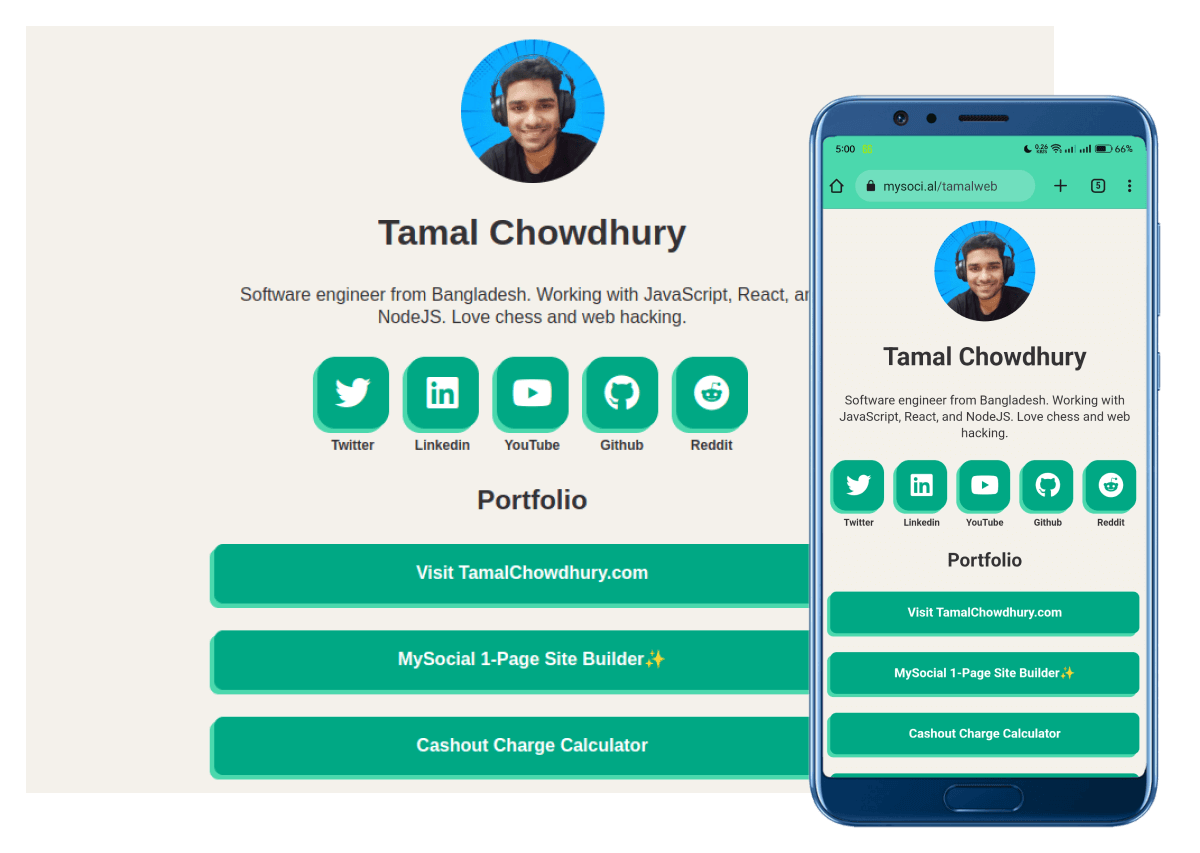 Tamal Chowdhury
Software engineer from Bangladesh. Working with JavaScript, React, an
NodeJS. Love chess and web hacking.
Twitter Linkedin YouTube Github Reddit
Portfolio
Visit TamalChowdhury.com
MySocial 1-Page Site Builder✨
Cashout Charge Calculator
5:00 66%
mysoci.al/tamalweb 5
Tamal Chowdhury
Software engineer from Bangladesh. Working with
JavaScript, React, and NodeJS. Love chess and web
hacking.
Twitter Linkedin YouTube Github Reddit
Portfolio
Visit TamalChowdhury.com
MySocial 1-Page Site Builder✨
Cashout Charge Calculator